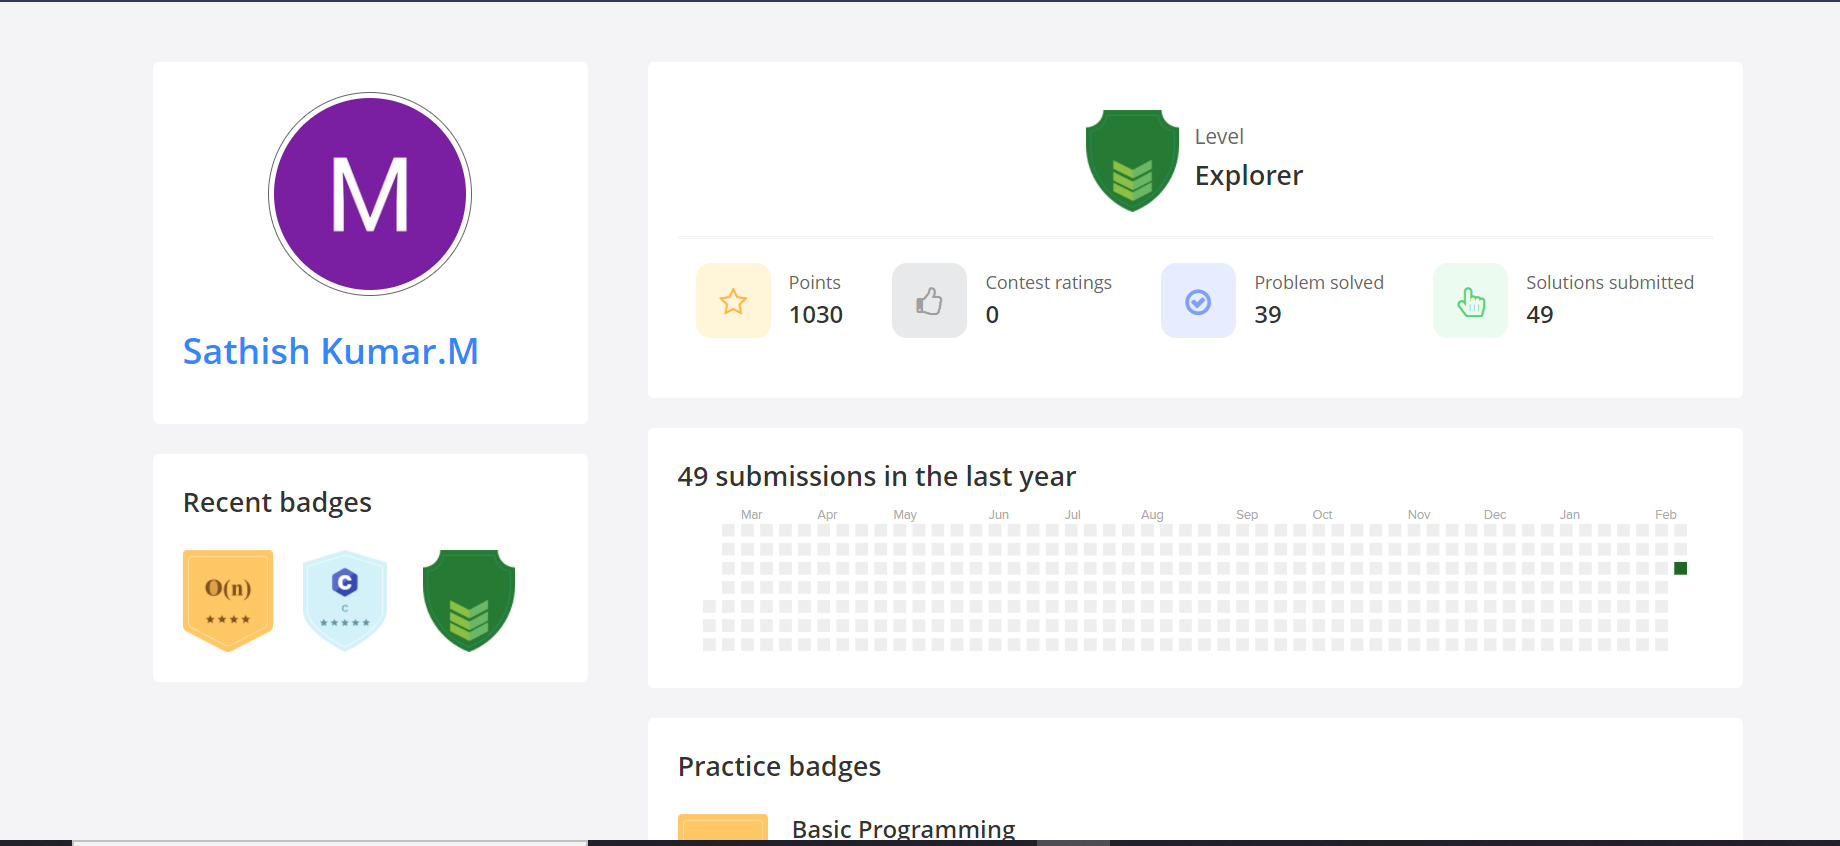 M
Sathish Kumar.M
Recent badges
O(n)
★★★★
C
C
★★★★★
Level
Explorer
Points
1030
Contest ratings
0
Problem solved
39
Solutions submitted
49
49 submissions in the last year
Mar Apr May Jun Jul Aug Sep Oct Nov Dec Jan Feb
Practice badges
Basic Programming